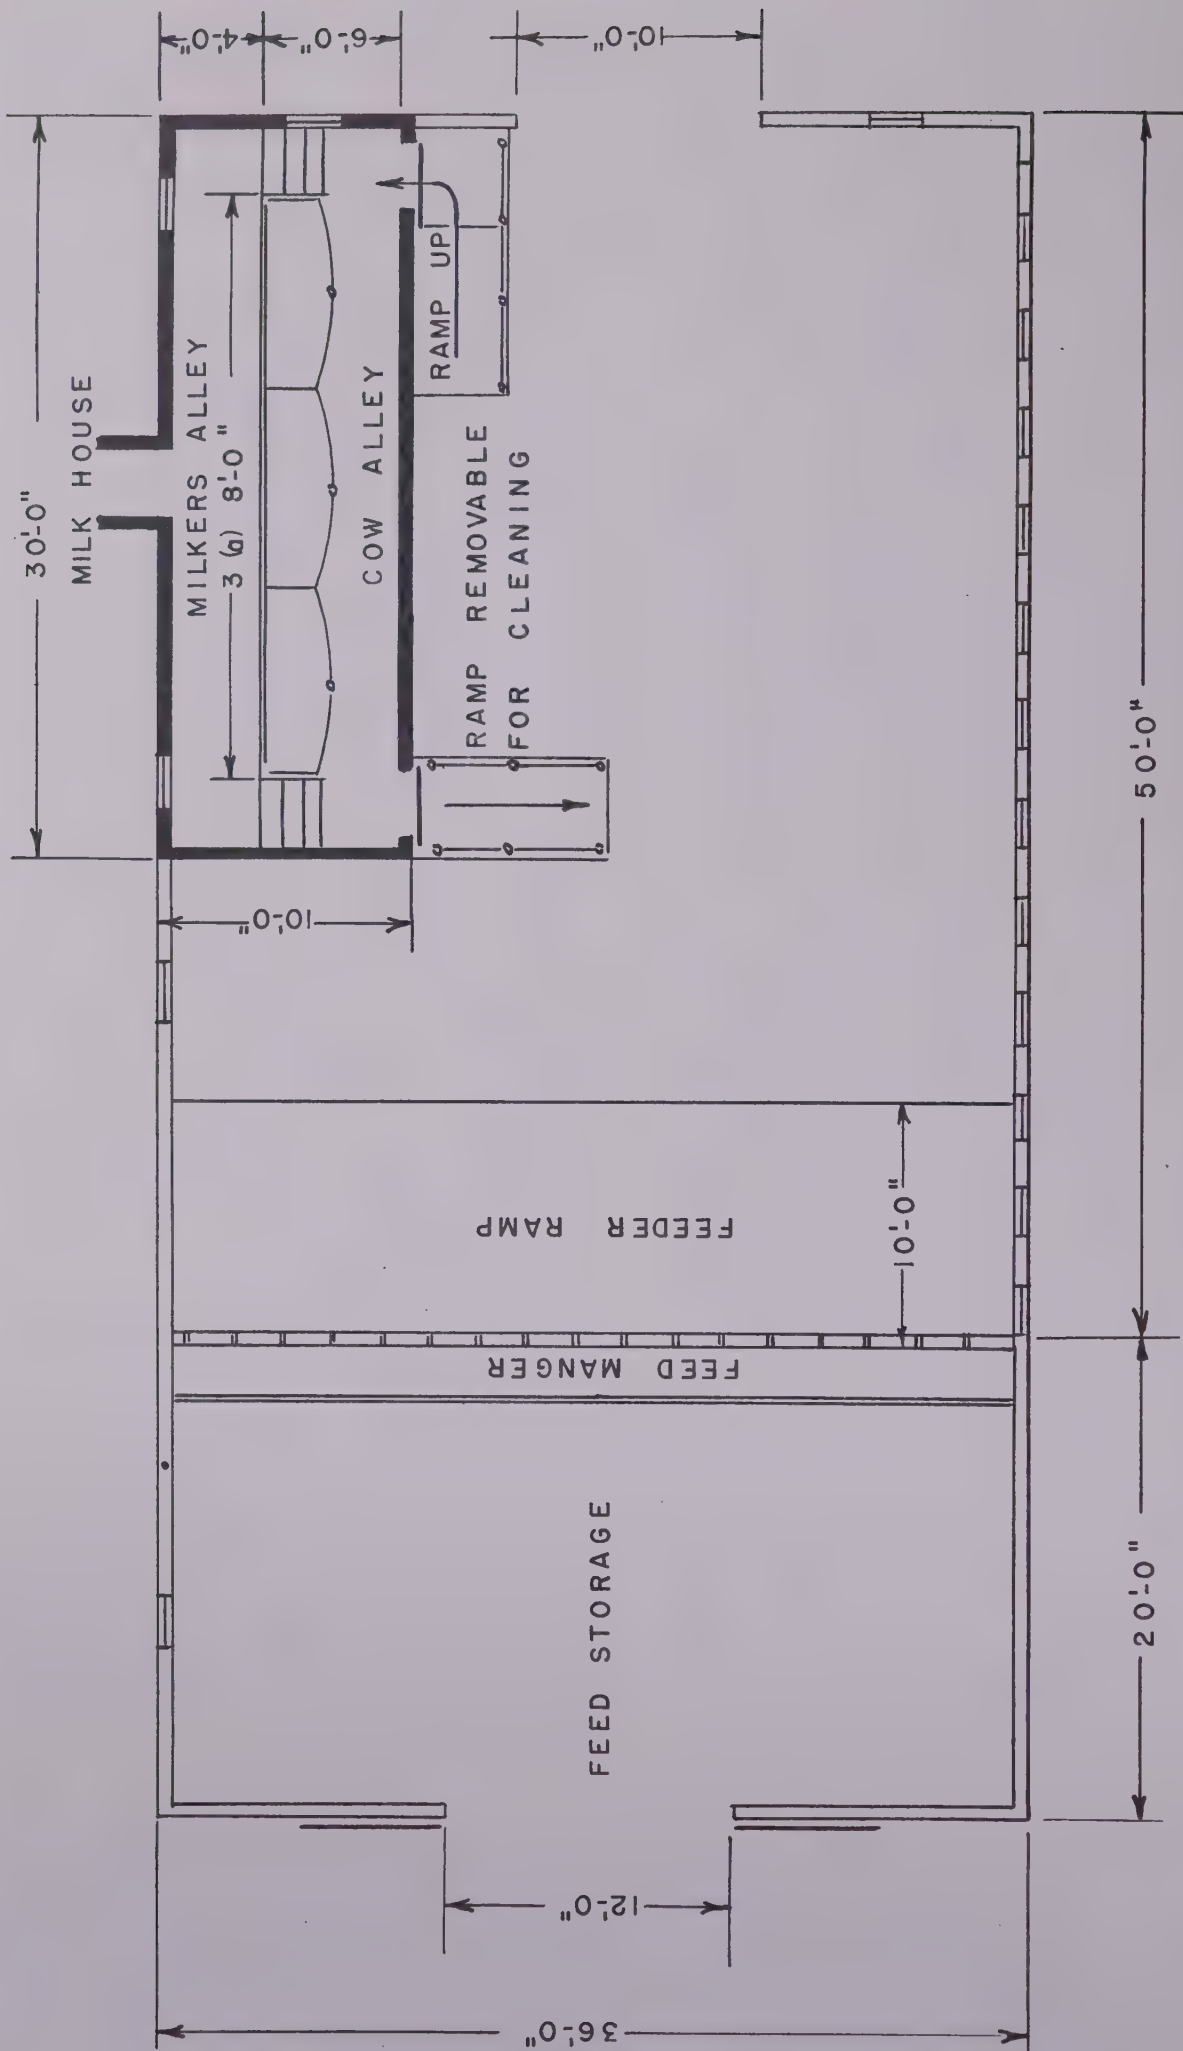 30'-0"
MILK HOUSE
MILKERS ALLEY
3 @ 8'-0"
COW ALLEY
RAMP UP
RAMP REMOVABLE
FOR CLEANING
4'-0"
6'-0"
10'-0"
10'-0"
FEEDER RAMP
10'-0"
FEED MANGER
FEED STORAGE
50'-0"
20'-0"
12'-0"
36'-0"